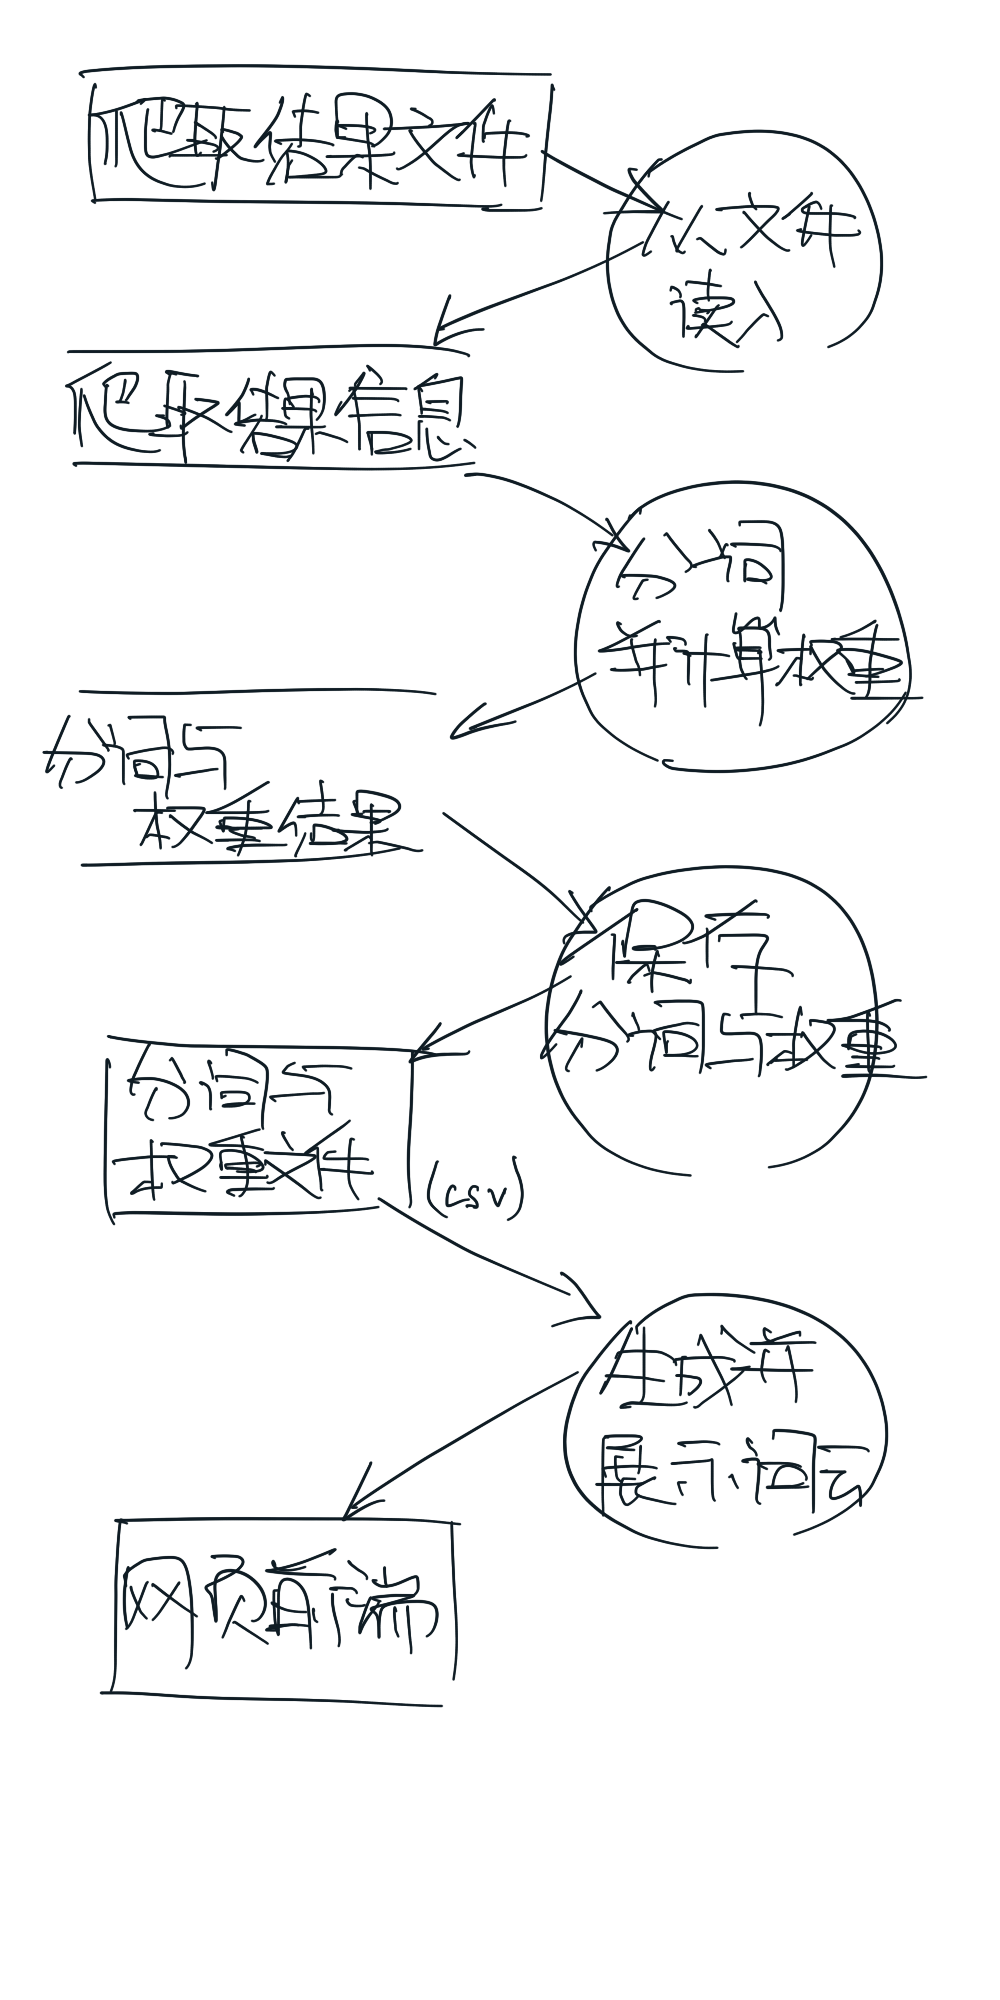 爬取结果文件
从文件
读入
爬取结果信息
分词
并计算权重
分词与
权重结果
保存
分词与权重
分词与
权重文件
(csv)
生成并
展示词云
网页前端